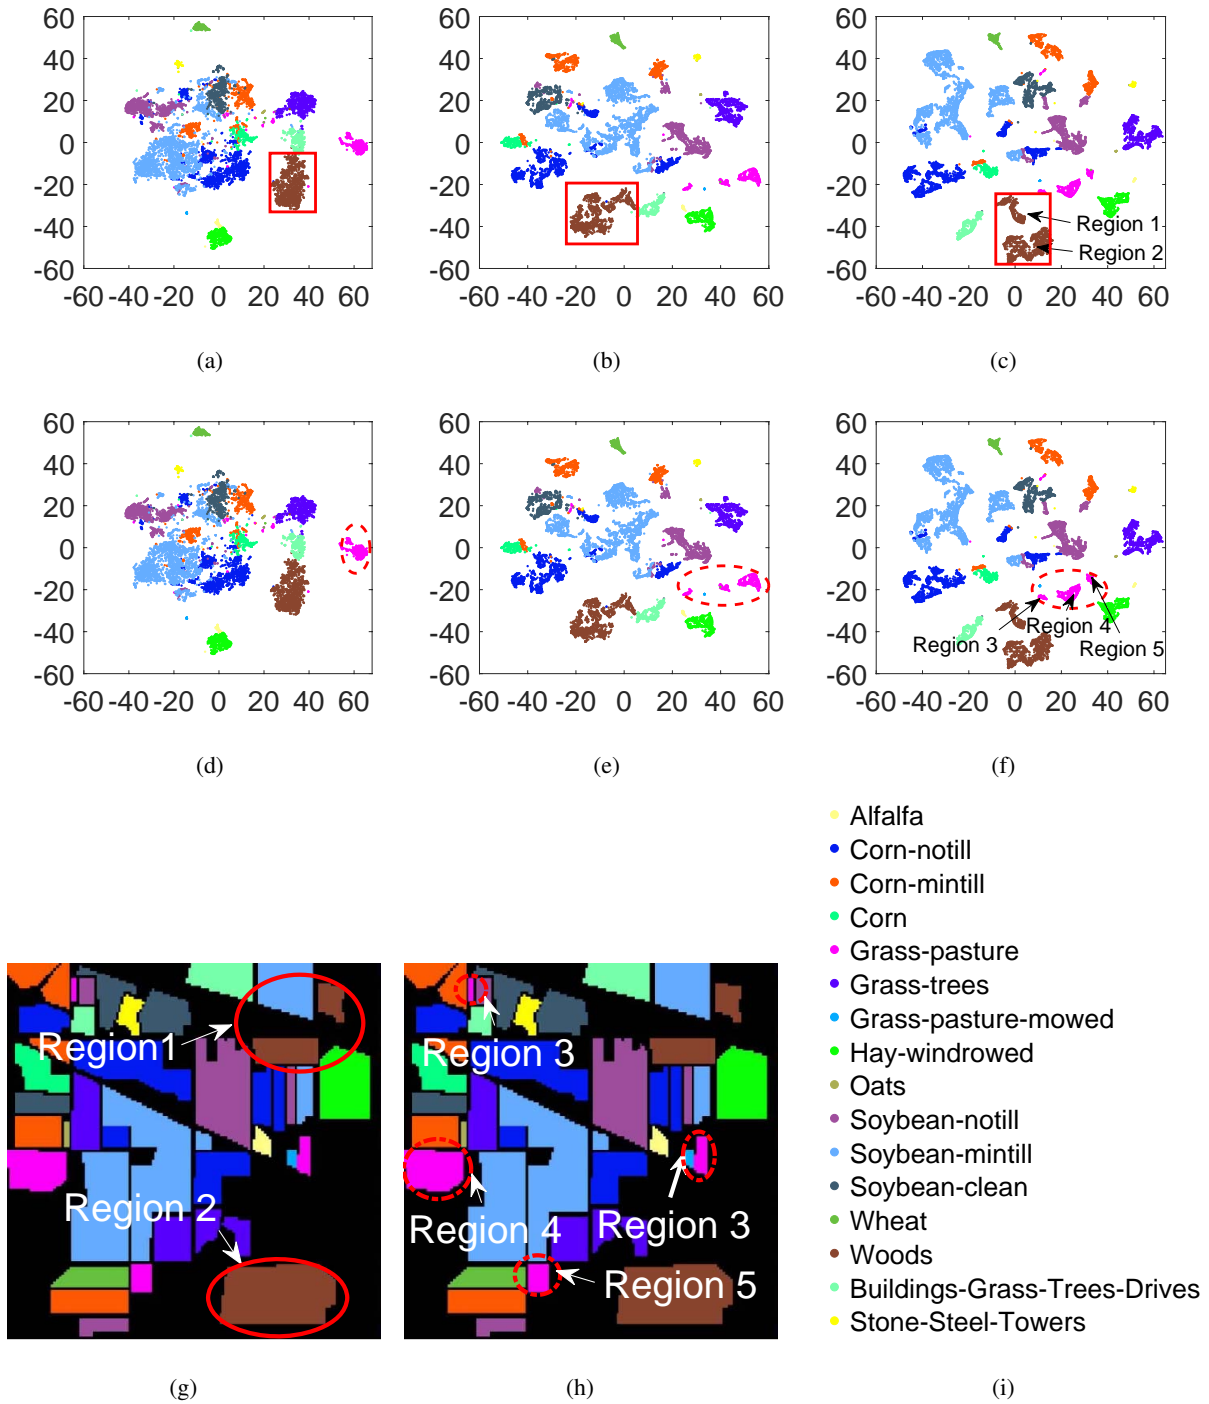 60
40
20
0
-20
-40
-60
-60 -40 -20 0 20 40 60
(a)
60
40
20
0
-20
-40
-60
-60 -40 -20 0 20 40 60
(b)
60
40
20
0
-20
-40
-60
-60 -40 -20 0 20 40 60
Region 1
Region 2
(c)
60
40
20
0
-20
-40
-60
-60 -40 -20 0 20 40 60
(d)
60
40
20
0
-20
-40
-60
-60 -40 -20 0 20 40 60
(e)
60
40
20
0
-20
-40
-60
-60 -40 -20 0 20 40 60
Region 3
Region 4
Region 5
(f)
Region1
Region 2
(g)
Region 3
Region 4
Region 3
Region 5
(h)
Alfalfa
Corn-notill
Corn-mintill
Corn
Grass-pasture
Grass-trees
Grass-pasture-mowed
Hay-windrowed
Oats
Soybean-notill
Soybean-mintill
Soybean-clean
Wheat
Woods
Buildings-Grass-Trees-Drives
Stone-Steel-Towers
(i)